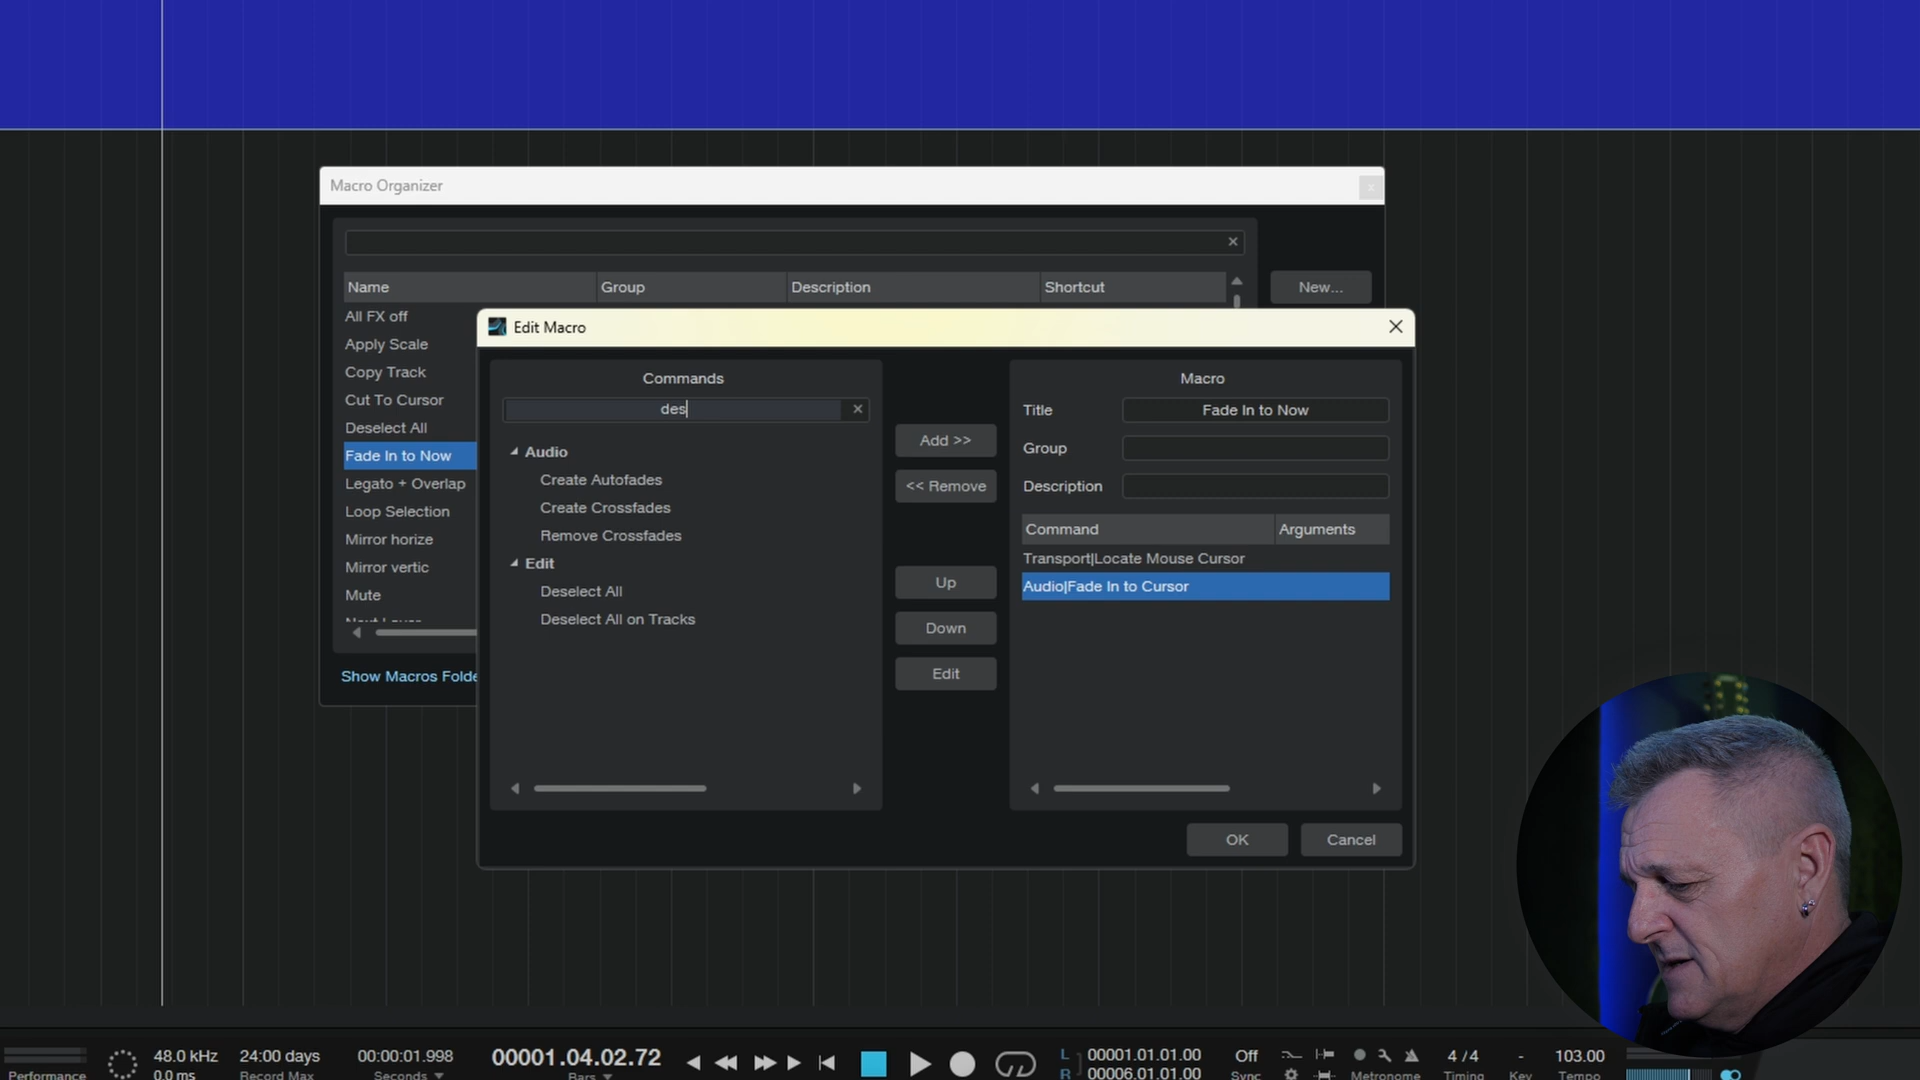 Macro Organizer
Name Group Description Shortcut New...
All FX off
Apply Scale
Copy Track
Cut To Cursor
Deselect All
Fade In to Now
Legato + Overlap
Loop Selection
Mirror horize
Mirror vertic
Mute
Show Macros Folde
Edit Macro
Commands
des
Audio
Create Autofades
Create Crossfades
Remove Crossfades
Edit
Deselect All
Deselect All on Tracks
Add >>
<< Remove
Up
Down
Edit
Macro
Title Fade In to Now
Group
Description
Command Arguments
Transport|Locate Mouse Cursor
Audio|Fade In to Cursor
OK Cancel
48.0 kHz 24:00 days 00:00:01.998 00001.04.02.72 L 00001.01.01.00 Off 4 / 4 - 103.00
Performance 0.0 ms Record Max Seconds Bars R 00006.01.01.00 Sync Metronome Timing Key Tempo